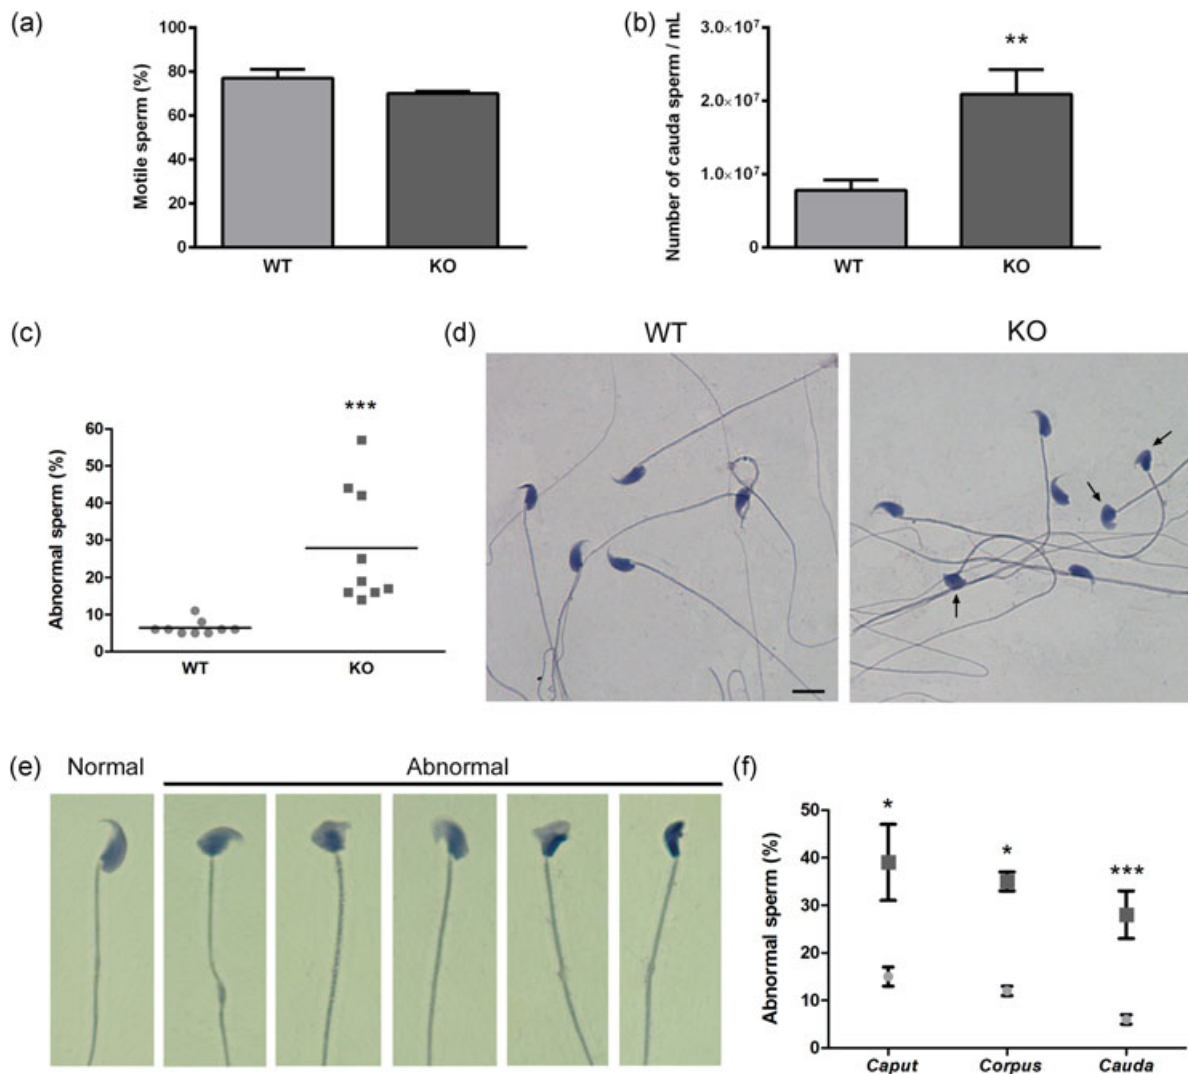 (a)
Motile sperm (%)
100
80
60
40
20
0
WT
KO
(b)
Number of cauda sperm / mL
3.0×10⁷
2.0×10⁷
1.0×10⁷
0
**
WT
KO
(c)
Abnormal sperm (%)
60
50
40
30
20
10
0
***
WT
KO
(d)
WT
KO
(e)
Normal
Abnormal
(f)
Abnormal sperm (%)
50
40
30
20
10
0
*
*
***
Caput
Corpus
Cauda